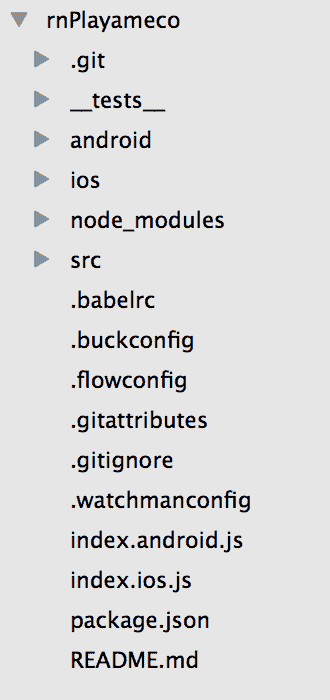 rnPlayameco
.git
__tests__
android
ios
node_modules
src
.babelrc
.buckconfig
.flowconfig
.gitattributes
.gitignore
.watchmanconfig
index.android.js
index.ios.js
package.json
README.md